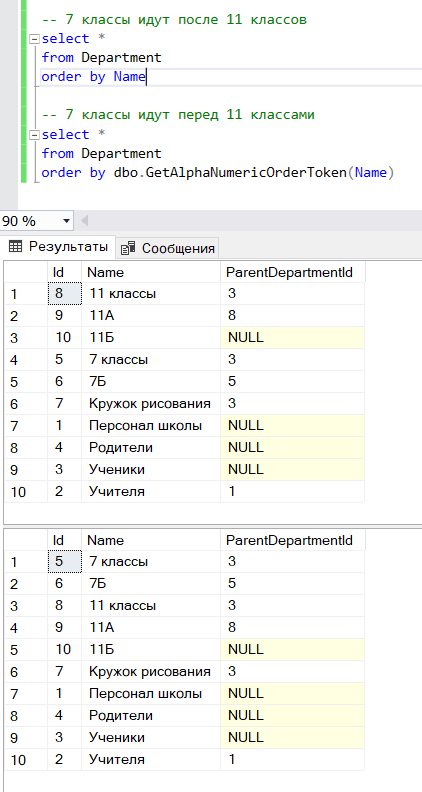 -- 7 классы идут после 11 классов
select *
from Department
order by Name
-- 7 классы идут перед 11 классами
select *
from Department
order by dbo.GetAlphaNumericOrderToken(Name)
90 %
Результаты Сообщения
Id Name ParentDepartmentId
1 8 11 классы 3
2 9 11А 8
3 10 11Б NULL
4 5 7 классы 3
5 6 7Б 5
6 7 Кружок рисования 3
7 1 Персонал школы NULL
8 4 Родители NULL
9 3 Ученики NULL
10 2 Учителя 1
Id Name ParentDepartmentId
1 5 7 классы 3
2 6 7Б 5
3 8 11 классы 3
4 9 11А 8
5 10 11Б NULL
6 7 Кружок рисования 3
7 1 Персонал школы NULL
8 4 Родители NULL
9 3 Ученики NULL
10 2 Учителя 1